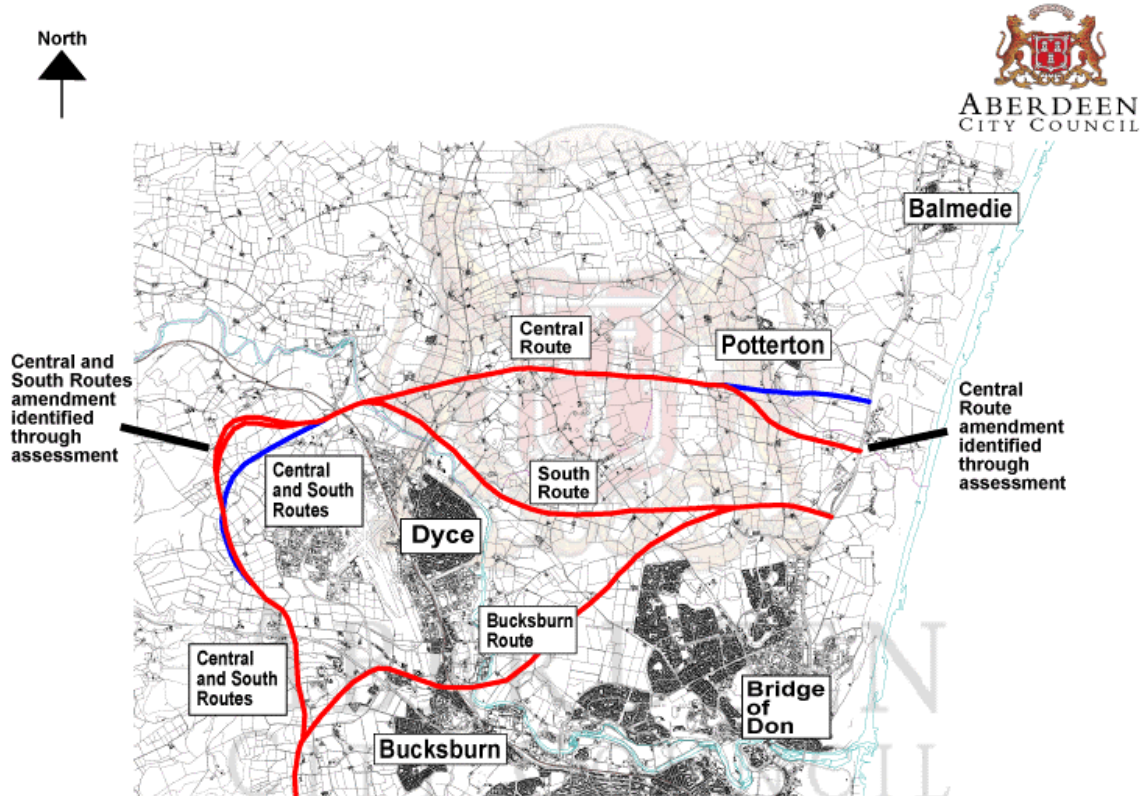 North
ABERDEEN
CITY COUNCIL
Balmedie
Central
Route
Potterton
Central and
South Routes
amendment
identified
through
assessment
Central
Route
amendment
identified
through
assessment
Central
and South
Routes
South
Route
Dyce
Bucksburn
Route
Central
and South
Routes
Bridge
of
Don
Bucksburn